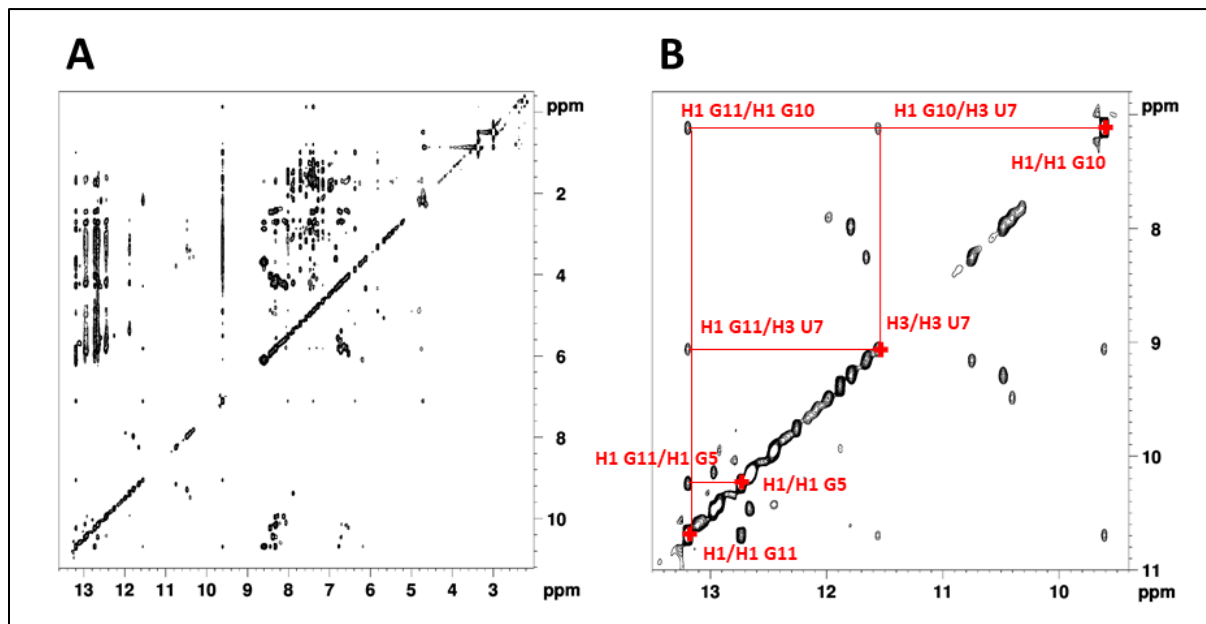 A
B
ppm
2
4
6
8
10
13 12 11 10 9 8 7 6 5 4 3 ppm
ppm
H1 G11/H1 G10
H1 G10/H3 U7
H1/H1 G10
8
H1 G11/H3 U7
H3/H3 U7
9
H1 G11/H1 G5
10
H1/H1 G5
H1/H1 G11
11
13 12 11 10 ppm